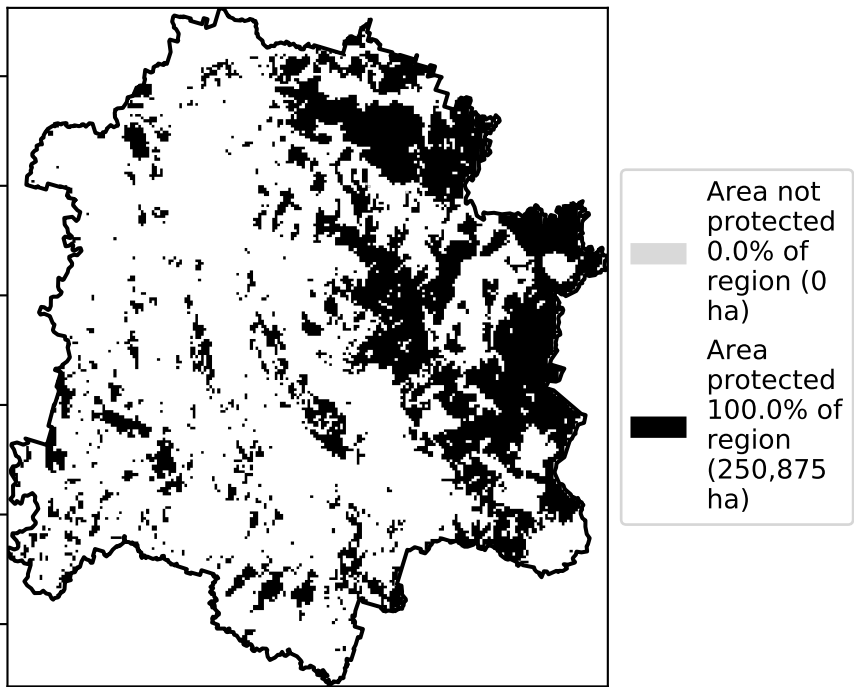 Area not
protected
0.0% of
region (0
ha)
Area
protected
100.0% of
region
(250,875
ha)